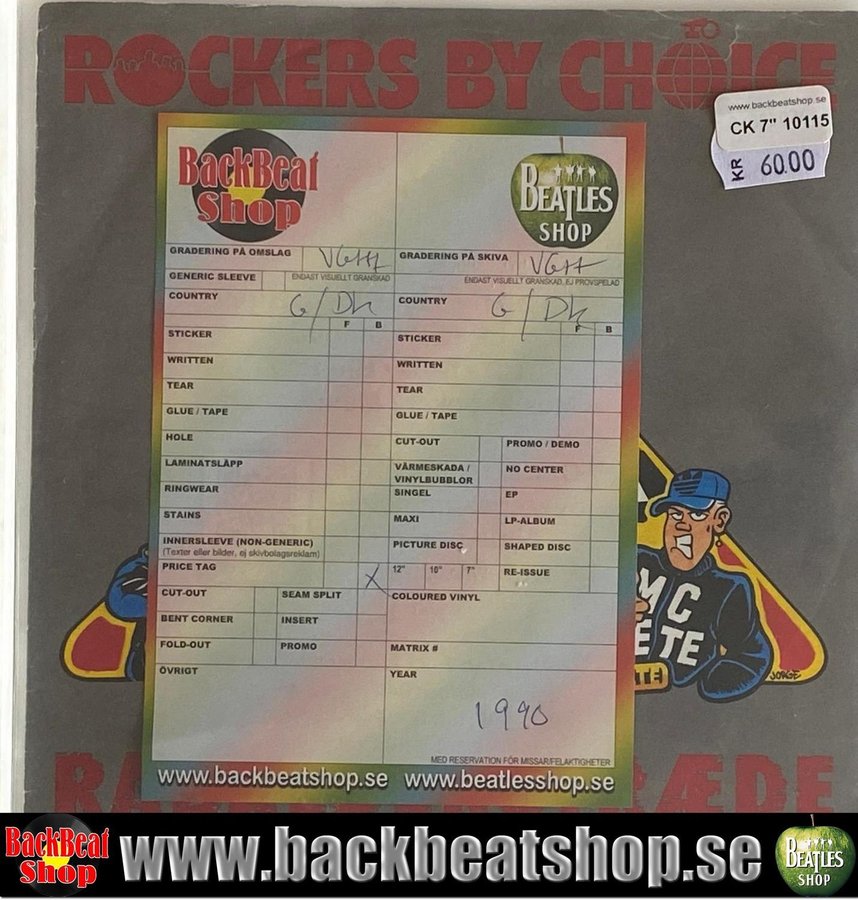 ROCKERS BY CHOICE
www.backbeatshop.se
CK 7" 10115
KR 60.00
BackBeat
Shop
BEATLES
SHOP
GRADERING PÅ OMSLAG VG++
GRADERING PÅ SKIVA VG++
GENERIC SLEEVE ENDAST VISUELLT GRANSKAD
ENDAST VISUELLT GRANSKAD, EJ PROVSPELAD
COUNTRY G/DK
COUNTRY G/DK
F B
F B
STICKER
STICKER
WRITTEN
WRITTEN
TEAR
TEAR
GLUE / TAPE
GLUE / TAPE
HOLE
CUT-OUT PROMO / DEMO
LAMINATSLÄPP
VÄRMESKADA / NO CENTER
VINYLBUBBLOR
RINGWEAR
SINGEL EP
STAINS
MAXI LP-ALBUM
INNERSLEEVE (NON-GENERIC)
(Texter eller bilder, ej skivbolagsreklam)
PICTURE DISC SHAPED DISC
PRICE TAG X
12" 10" 7" RE-ISSUE
CUT-OUT SEAM SPLIT
COLOURED VINYL
BENT CORNER INSERT
FOLD-OUT PROMO
MATRIX #
ÖVRIGT
YEAR
1990
MED RESERVATION FÖR MISSAR/FELAKTIGHETER
www.backbeatshop.se www.beatlesshop.se
MC
ETE
TE
JORGE
RA
RÆDE
BackBeat
Shop
www.backbeatshop.se
BEATLES
SHOP